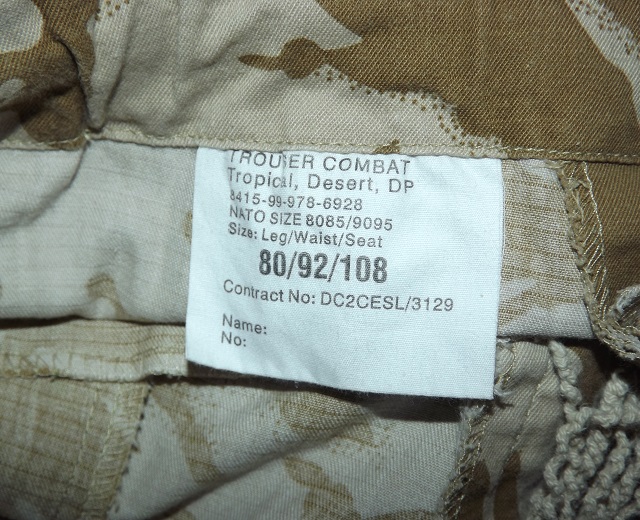 TROUSER COMBAT
Tropical, Desert, DP
8415-99-978-6928
NATO SIZE 8085/9095
Size: Leg/Waist/Seat
80/92/108
Contract No: DC2CESL/3129
Name:
No: